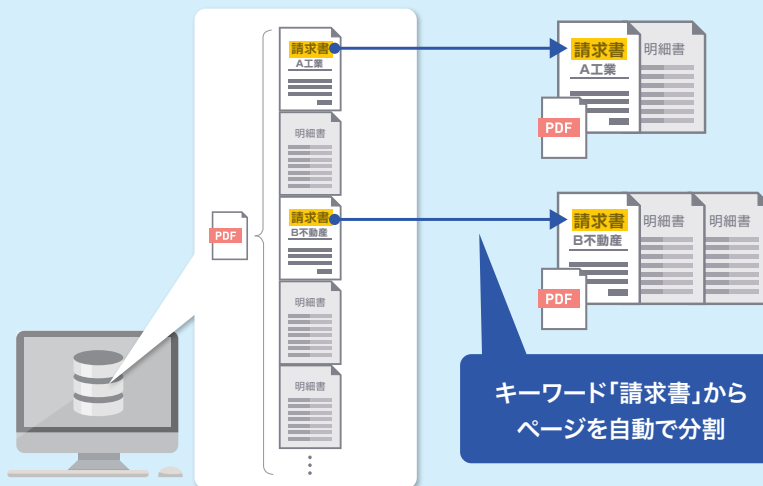 請求書
A工業
明細書
請求書
B不動産
明細書
明細書
PDF
請求書
A工業
明細書
PDF
請求書
B不動産
明細書
明細書
PDF
キーワード「請求書」から
ページを自動で分割